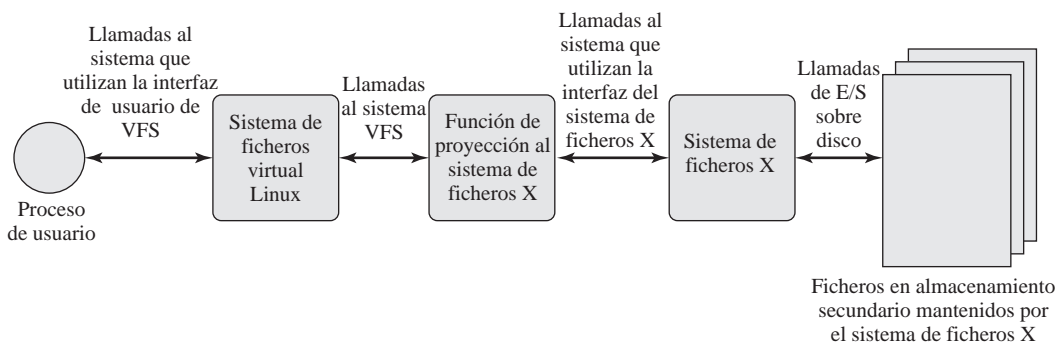 Llamadas al
sistema que
utilizan la interfaz
de usuario de
VFS
Proceso
de usuario
Sistema de
ficheros
virtual
Linux
Llamadas
al sistema
VFS
Función de
proyección al
sistema de
ficheros X
Llamadas al
sistema que
utilizan la
interfaz del
sistema de
ficheros X
Sistema de
ficheros X
Llamadas
de E/S
sobre
disco
Ficheros en almacenamiento
secundario mantenidos por
el sistema de ficheros X